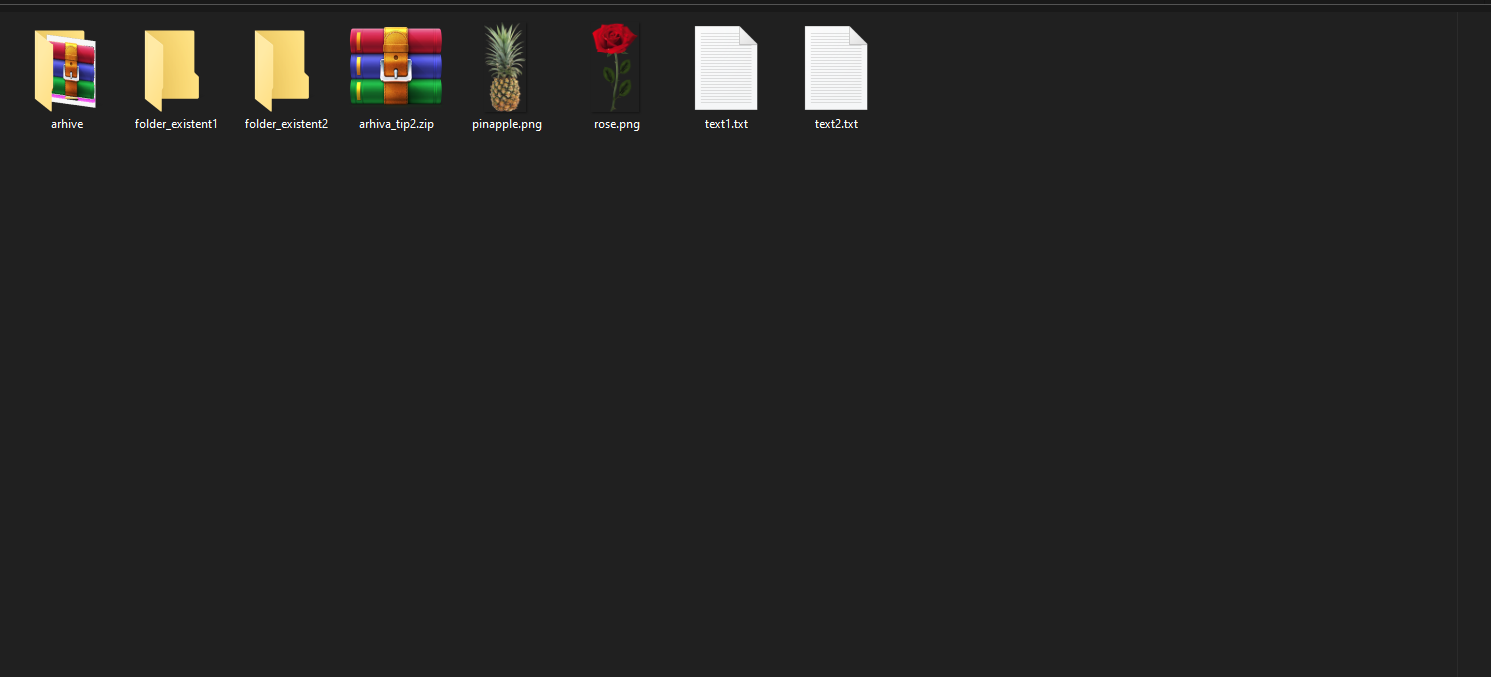 arhive
folder_existent1
folder_existent2
arhiva_tip2.zip
pinapple.png
rose.png
text1.txt
text2.txt